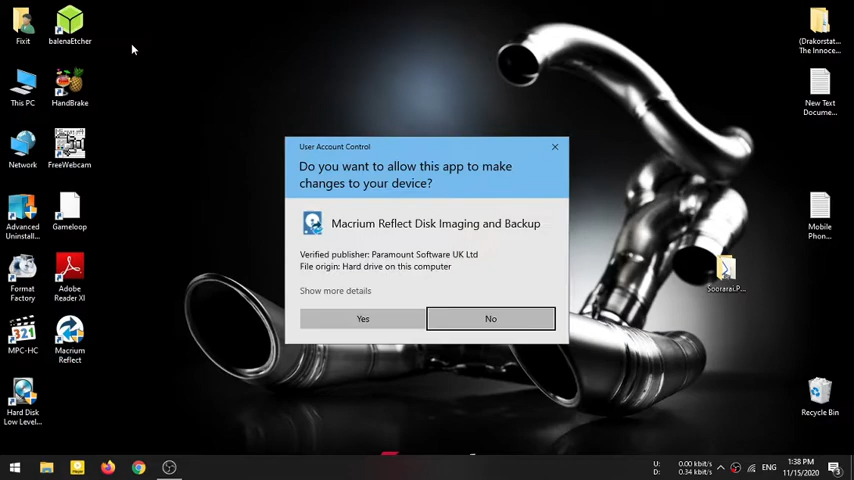 Fixit
balenaEtcher
(Drakorstat...
The Innoce...
This PC
HandBrake
New Text
Docume...
User Account Control
Do you want to allow this app to make
changes to your device?
Network
FreeWebcam
Macrium Reflect Disk Imaging and Backup
Advanced
Uninstall...
Gameloop
Mobile
Phon...
Verified publisher: Paramount Software UK Ltd
File origin: Hard drive on this computer
Show more details
Format
Factory
Adobe
Reader XI
Soorarai.P...
Yes
No
MPC-HC
Macrium
Reflect
Hard Disk
Low Level...
Recycle Bin
U: 0.00 kbit/s
D: 0.34 kbit/s
ENG
1:38 PM
11/15/2020
3